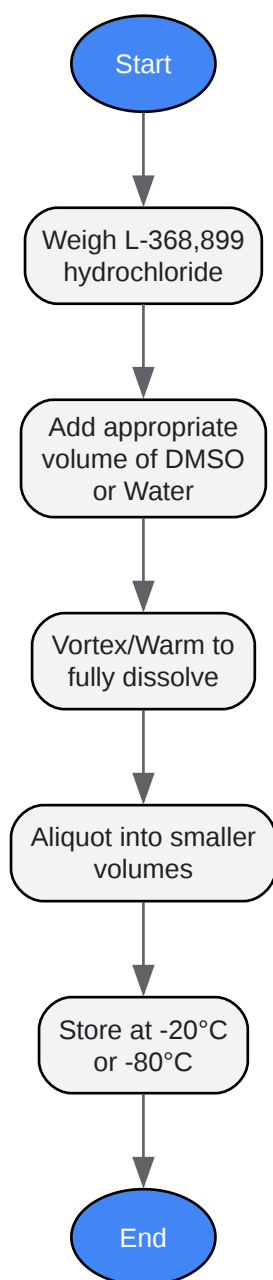 Start
Weigh L-368,899
hydrochloride
Add appropriate
volume of DMSO
or Water
Vortex/Warm to
fully dissolve
Aliquot into smaller
volumes
Store at -20°C
or -80°C
End